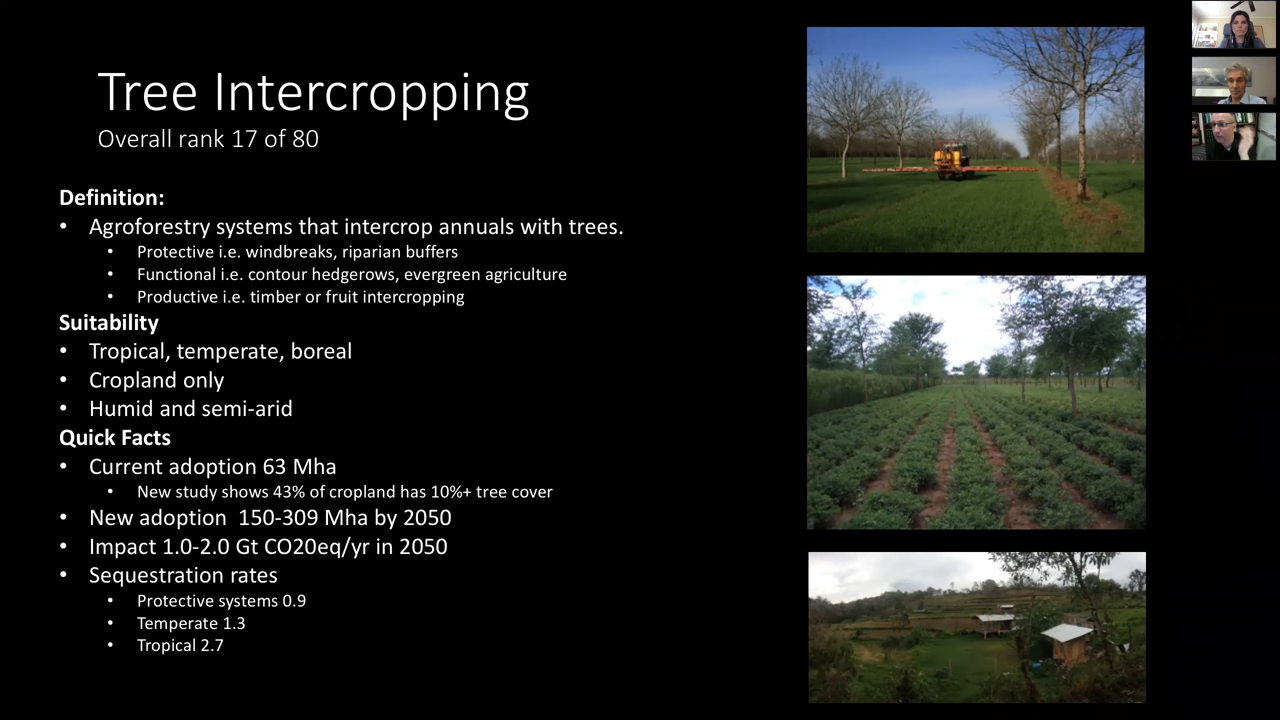 Tree Intercropping
Overall rank 17 of 80
Definition:
• Agroforestry systems that intercrop annuals with trees.
• Protective i.e. windbreaks, riparian buffers
• Functional i.e. contour hedgerows, evergreen agriculture
• Productive i.e. timber or fruit intercropping
Suitability
• Tropical, temperate, boreal
• Cropland only
• Humid and semi-arid
Quick Facts
• Current adoption 63 Mha
• New study shows 43% of cropland has 10%+ tree cover
• New adoption  150-309 Mha by 2050
• Impact 1.0-2.0 Gt CO20eq/yr in 2050
• Sequestration rates
• Protective systems 0.9
• Temperate 1.3
• Tropical 2.7